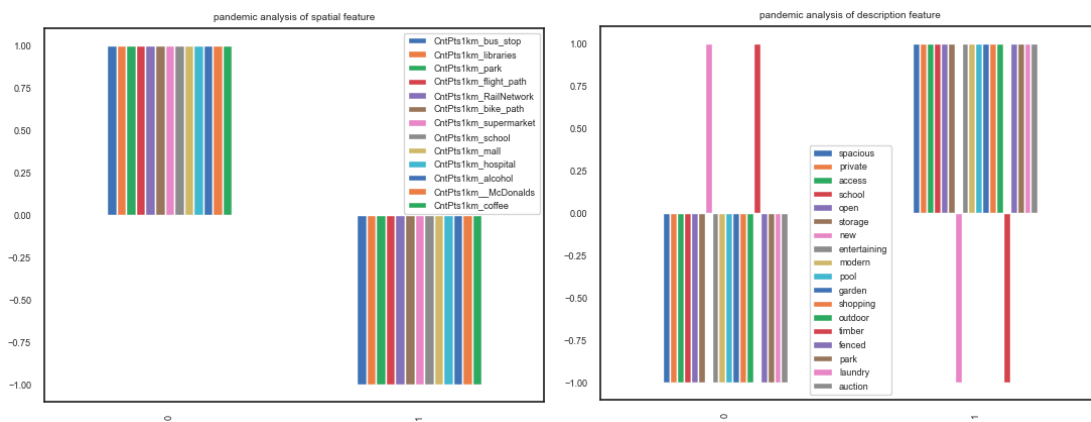 pandemic analysis of spatial feature
1.00
0.75
0.50
0.25
0.00
−0.25
−0.50
−0.75
−1.00
CntPts1km_bus_stop
CntPts1km_libraries
CntPts1km_park
CntPts1km_flight_path
CntPts1km_RailNetwork
CntPts1km_bike_path
CntPts1km_supermarket
CntPts1km_school
CntPts1km_mall
CntPts1km_hospital
CntPts1km_alcohol
CntPts1km__McDonalds
CntPts1km_coffee
0
1
pandemic analysis of description feature
1.00
0.75
0.50
0.25
0.00
−0.25
−0.50
−0.75
−1.00
spacious
private
access
school
open
storage
new
entertaining
modern
pool
garden
shopping
outdoor
timber
fenced
park
laundry
auction
0
1